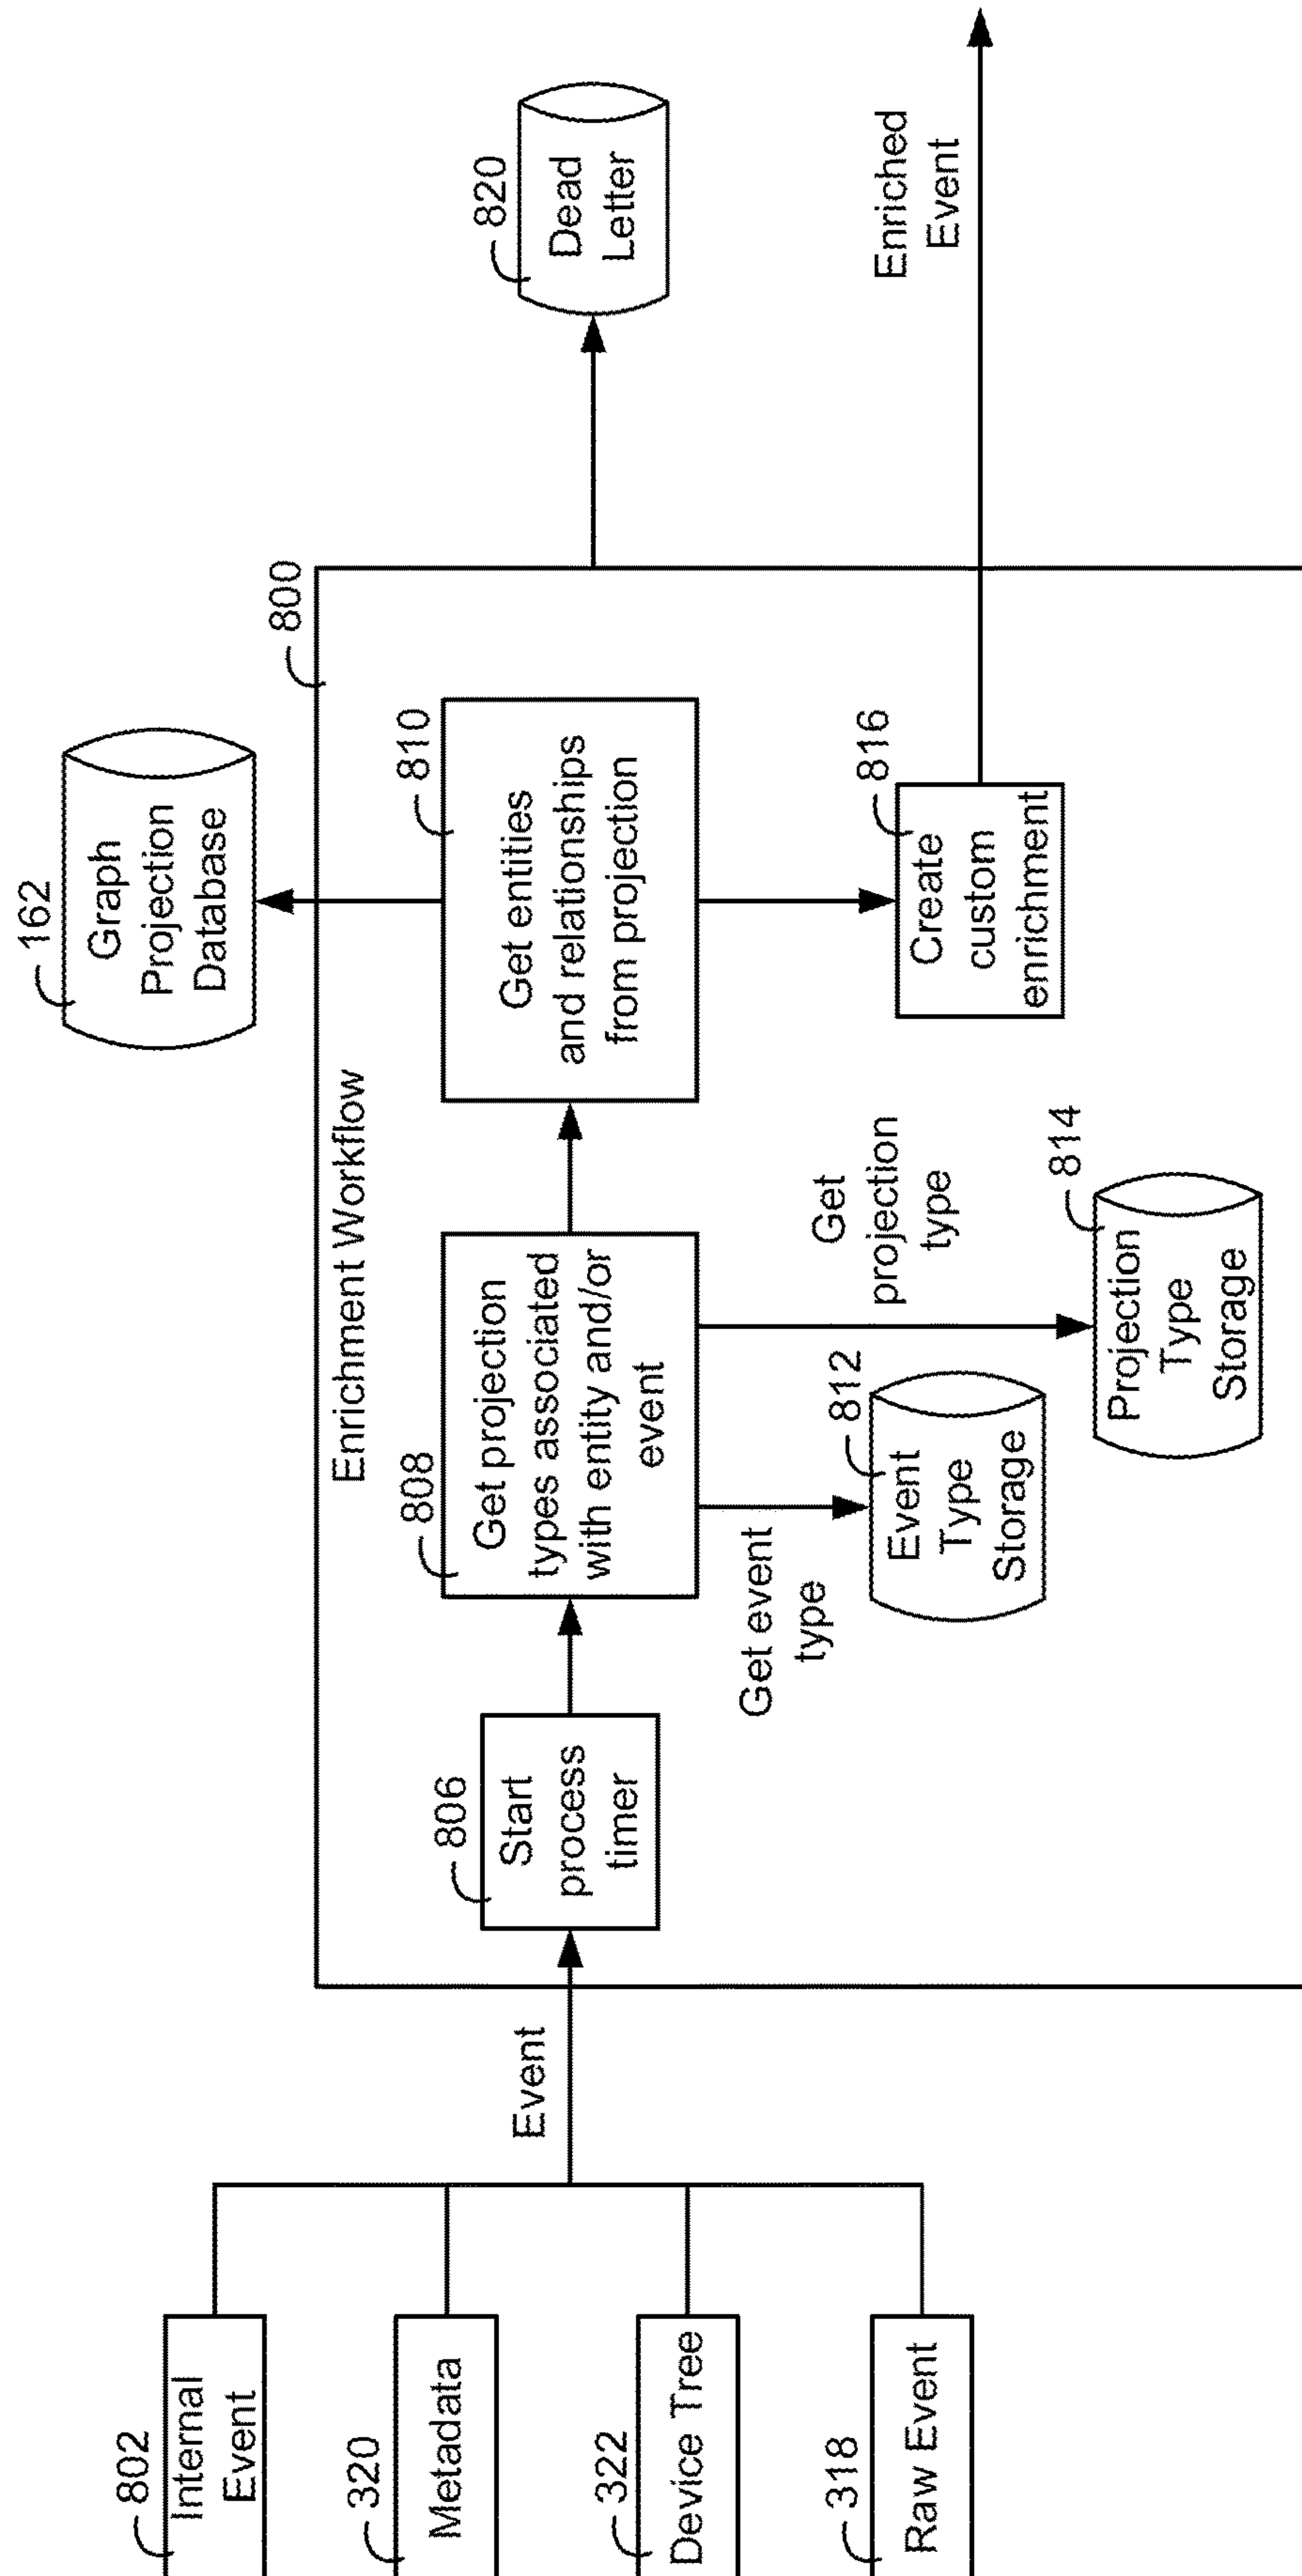 802
Internal
Event
320
Metadata
322
Device Tree
318
Raw Event
Event
800
Enrichment Workflow
806
Start
process
timer
808
Get projection
types associated
with entity and/or
event
Get event
type
812
Event
Type
Storage
Get
projection
type
814
Projection
Type
Storage
810
Get entities
and relationships
from projection
162
Graph
Projection
Database
816
Create
custom
enrichment
820
Dead
Letter
Enriched
Event